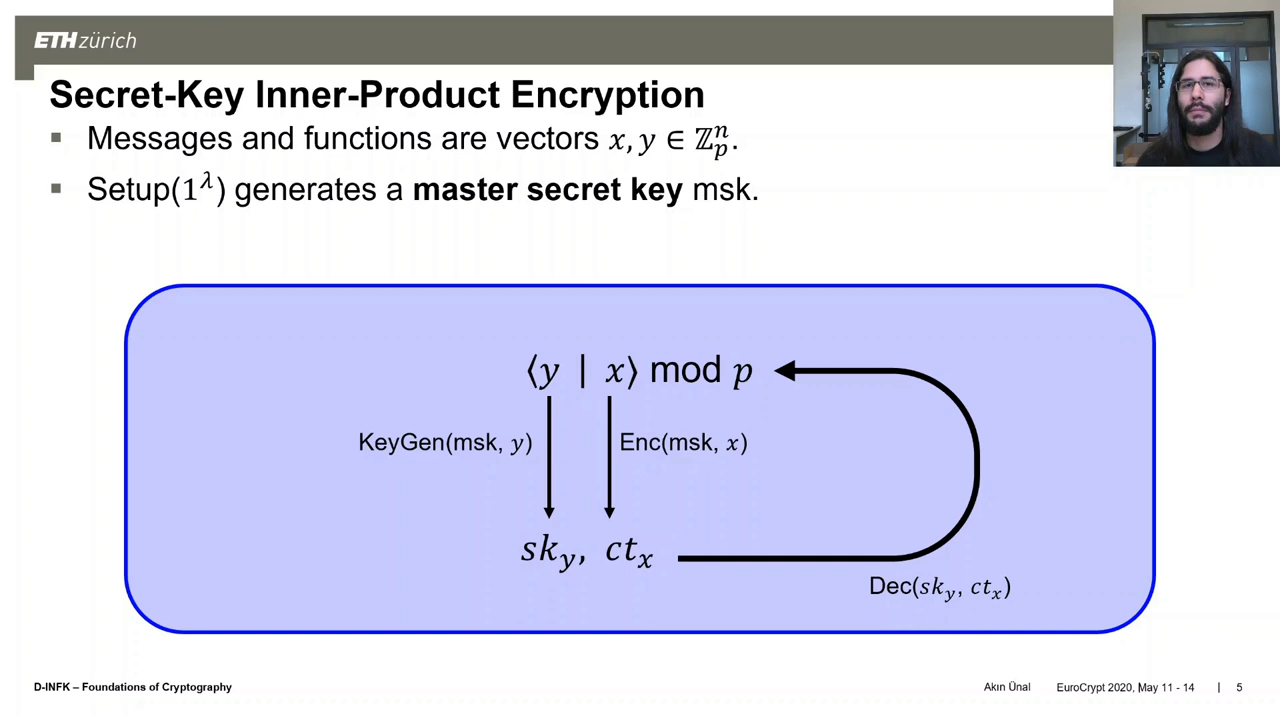 ETH zürich
Secret-Key Inner-Product Encryption
▪ Messages and functions are vectors x, y ∈ ℤₚⁿ.
▪ Setup(1^λ) generates a master secret key msk.
⟨y | x⟩ mod p
KeyGen(msk, y) Enc(msk, x)
sk_y, ct_x
Dec(sk_y, ct_x)
D-INFK – Foundations of Cryptography Akın Ünal EuroCrypt 2020, May 11 - 14 | 5